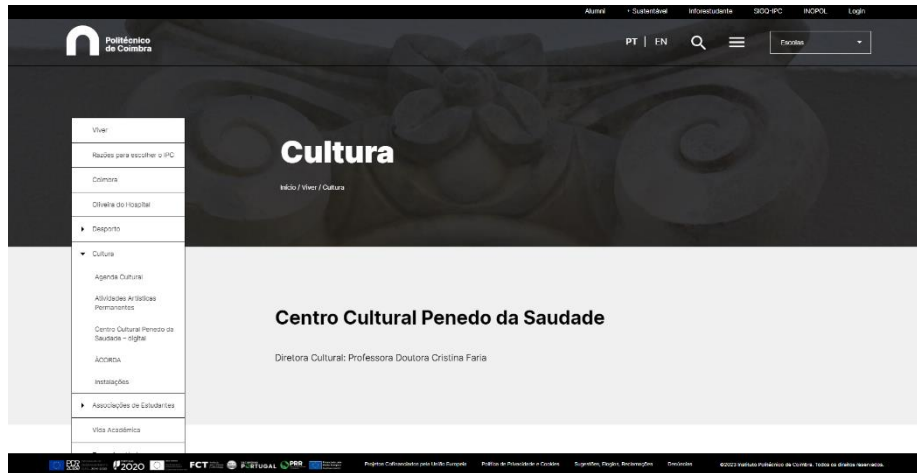 Alumni
+ Sustentável
Inforestudante
SIGQ-IPC
INOPOL
Login
Politécnico
de Coimbra
PT | EN
Escolas
Viver
Razões para escolher o IPC
Coimbra
Oliveira do Hospital
Desporto
Cultura
Agenda Cultural
Atividades Artísticas
Permanentes
Centro Cultural Penedo da
Saudade – digital
ÁCORDA
Instalações
Associações de Estudantes
Vida Académica
Cultura
Início / Viver / Cultura
Centro Cultural Penedo da Saudade
Diretora Cultural: Professora Doutora Cristina Faria
2020
FCT
PORTUGAL
PRR
Projetos Cofinanciados pela União Europeia
Política de Privacidade e Cookies
Sugestões, Elogios, Reclamações
Denúncias
©2023 Instituto Politécnico de Coimbra. Todos os direitos reservados.